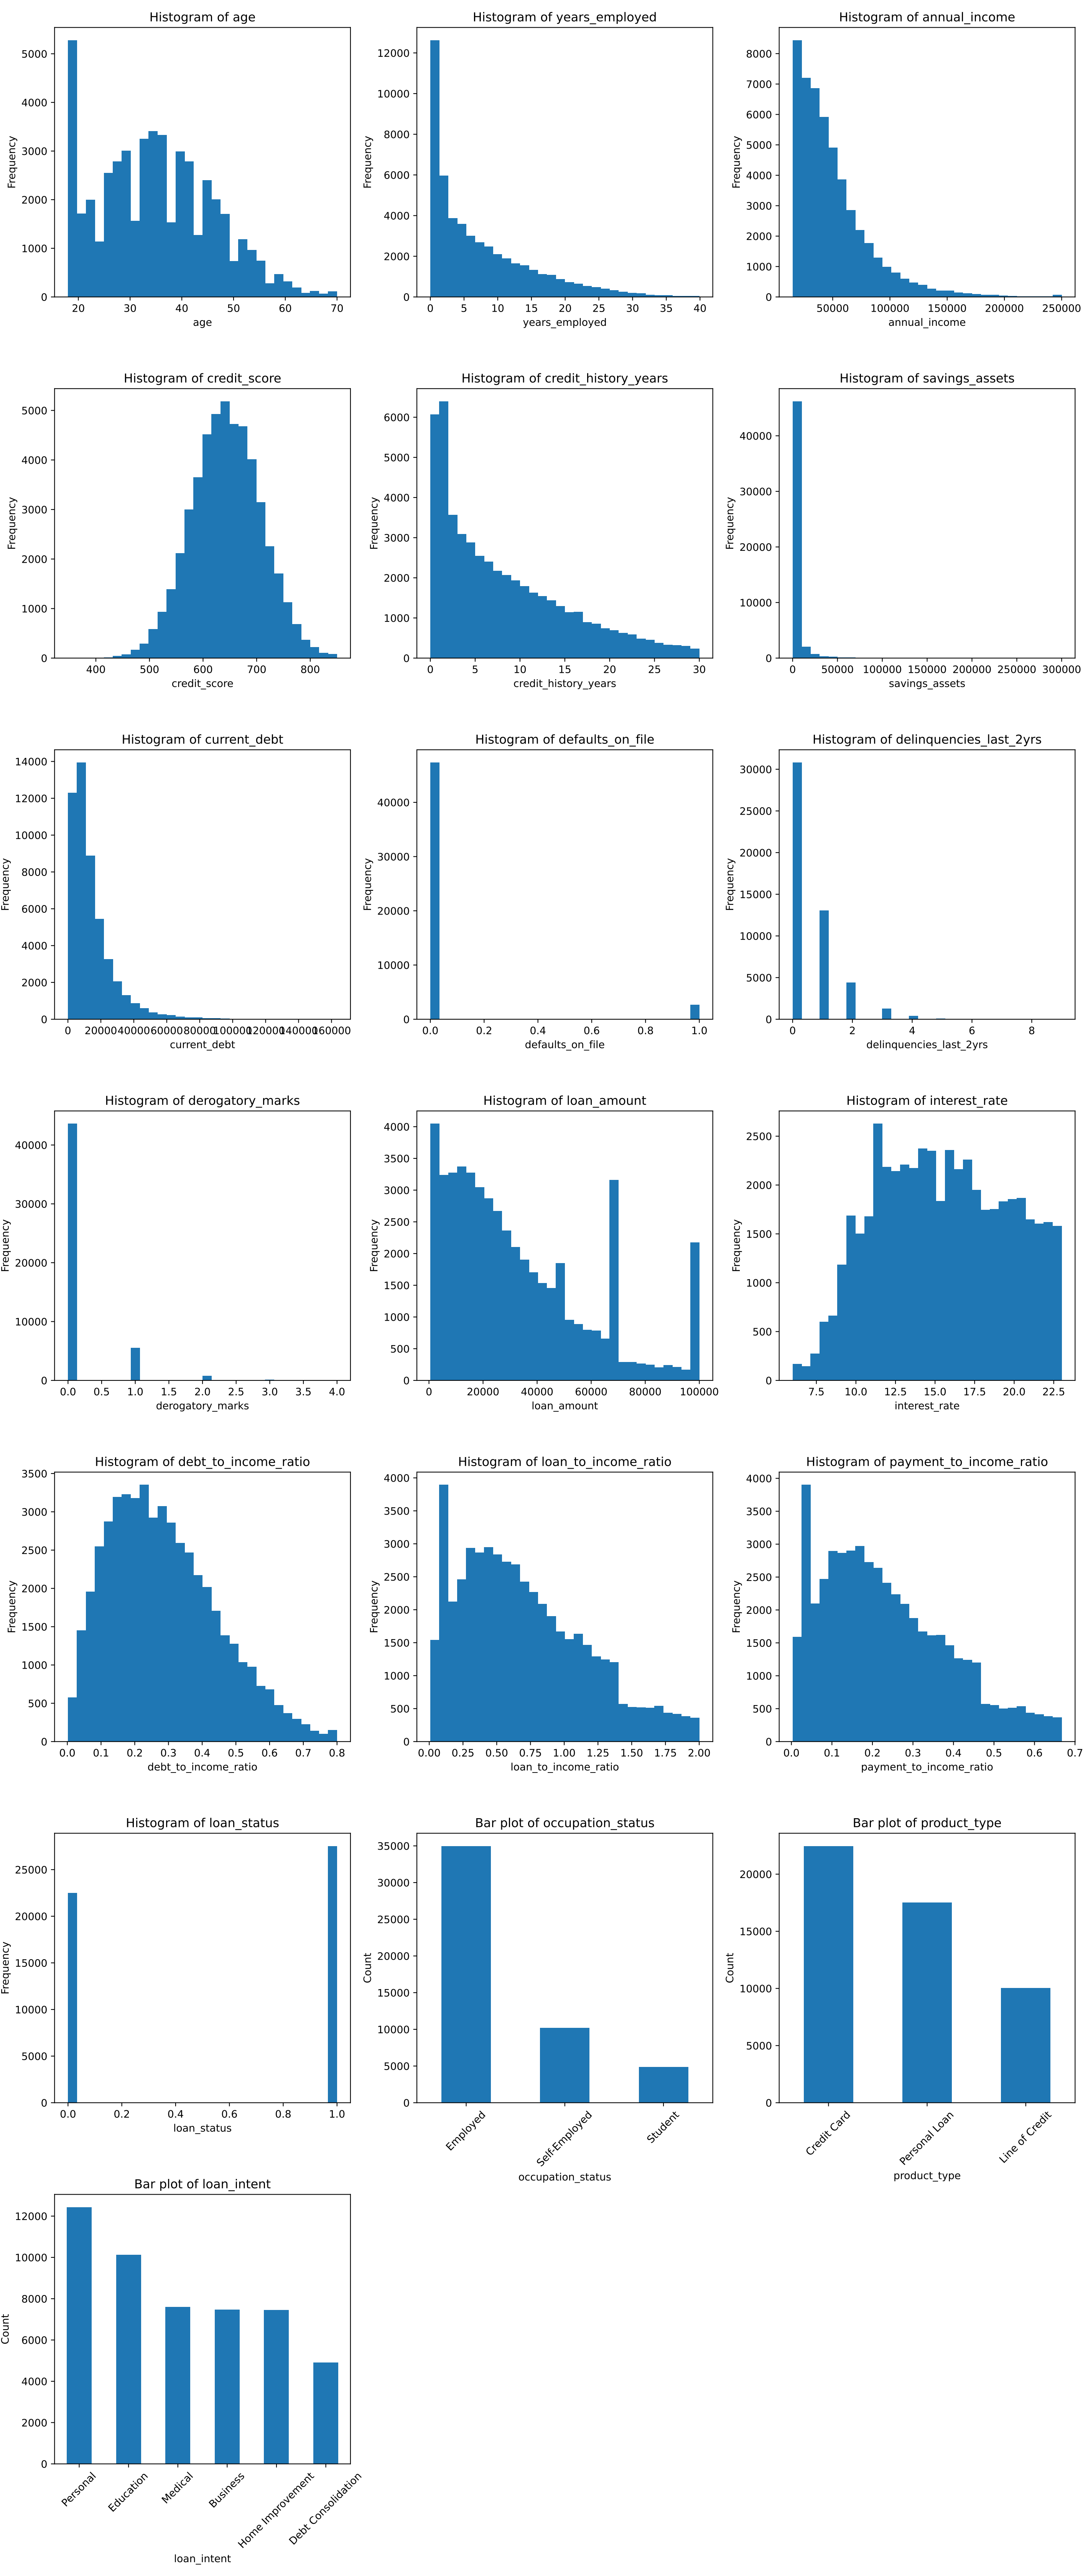 Histogram of age
Frequency
5000
4000
3000
2000
1000
0
20 30 40 50 60 70
age
Histogram of years_employed
Frequency
12000
10000
8000
6000
4000
2000
0
0 5 10 15 20 25 30 35 40
years_employed
Histogram of annual_income
Frequency
8000
7000
6000
5000
4000
3000
2000
1000
0
50000 100000 150000 200000 250000
annual_income
Histogram of credit_score
Frequency
5000
4000
3000
2000
1000
0
400 500 600 700 800
credit_score
Histogram of credit_history_years
Frequency
6000
5000
4000
3000
2000
1000
0
0 5 10 15 20 25 30
credit_history_years
Histogram of savings_assets
Frequency
40000
30000
20000
10000
0
0 50000 100000 150000 200000 250000 300000
savings_assets
Histogram of current_debt
Frequency
14000
12000
10000
8000
6000
4000
2000
0
0 20000 40000 60000 80000 100000 120000 140000 160000
current_debt
Histogram of defaults_on_file
Frequency
40000
30000
20000
10000
0
0.0 0.2 0.4 0.6 0.8 1.0
defaults_on_file
Histogram of delinquencies_last_2yrs
Frequency
30000
25000
20000
15000
10000
5000
0
0 2 4 6 8
delinquencies_last_2yrs
Histogram of derogatory_marks
Frequency
40000
30000
20000
10000
0
0.0 0.5 1.0 1.5 2.0 2.5 3.0 3.5 4.0
derogatory_marks
Histogram of loan_amount
Frequency
4000
3500
3000
2500
2000
1500
1000
500
0
0 20000 40000 60000 80000 100000
loan_amount
Histogram of interest_rate
Frequency
2500
2000
1500
1000
500
0
7.5 10.0 12.5 15.0 17.5 20.0 22.5
interest_rate
Histogram of debt_to_income_ratio
Frequency
3500
3000
2500
2000
1500
1000
500
0
0.0 0.1 0.2 0.3 0.4 0.5 0.6 0.7 0.8
debt_to_income_ratio
Histogram of loan_to_income_ratio
Frequency
4000
3500
3000
2500
2000
1500
1000
500
0
0.00 0.25 0.50 0.75 1.00 1.25 1.50 1.75 2.00
loan_to_income_ratio
Histogram of payment_to_income_ratio
Frequency
4000
3500
3000
2500
2000
1500
1000
500
0
0.0 0.1 0.2 0.3 0.4 0.5 0.6 0.7
payment_to_income_ratio
Histogram of loan_status
Frequency
25000
20000
15000
10000
5000
0
0.0 0.2 0.4 0.6 0.8 1.0
loan_status
Bar plot of occupation_status
Count
35000
30000
25000
20000
15000
10000
5000
0
Employed
Self-Employed
Student
occupation_status
Bar plot of product_type
Count
20000
15000
10000
5000
0
Credit Card
Personal Loan
Line of Credit
product_type
Bar plot of loan_intent
Count
12000
10000
8000
6000
4000
2000
0
Personal
Education
Medical
Business
Home Improvement
Debt Consolidation
loan_intent